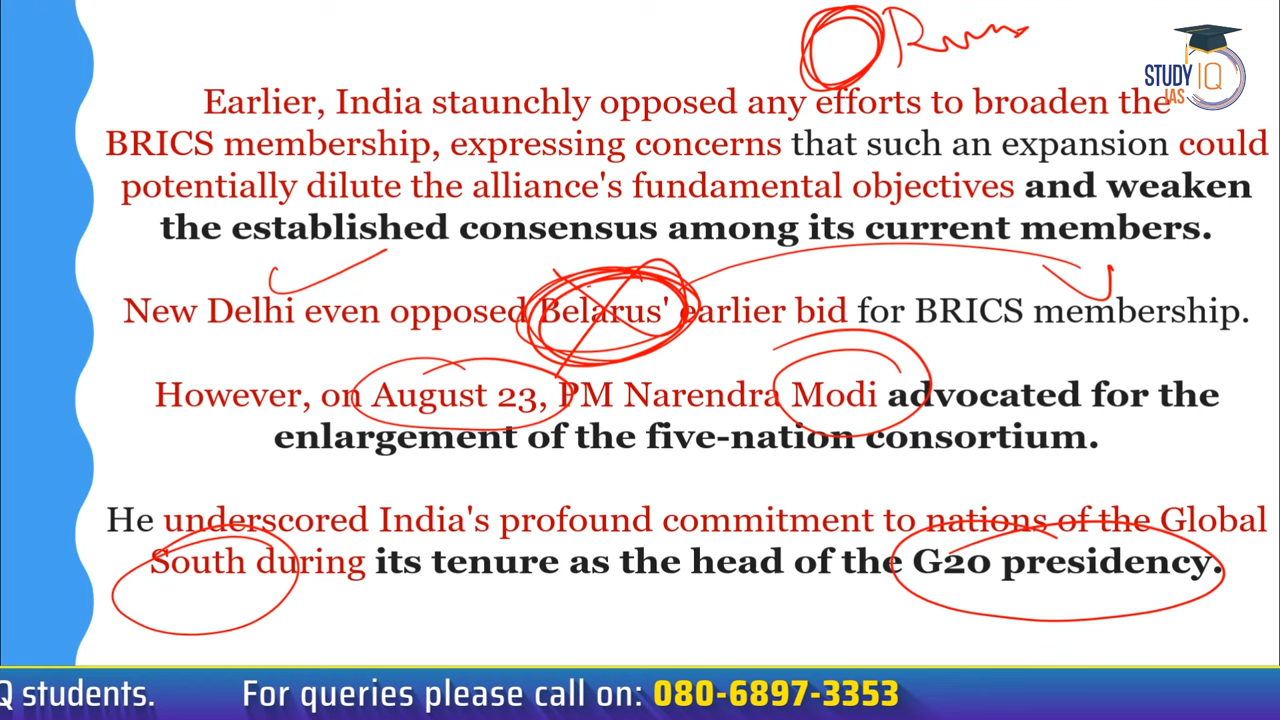 STUDY IQ
IAS
Earlier, India staunchly opposed any efforts to broaden the
BRICS membership, expressing concerns that such an expansion could
potentially dilute the alliance's fundamental objectives and weaken
the established consensus among its current members.
New Delhi even opposed Belarus' earlier bid for BRICS membership.
However, on August 23, PM Narendra Modi advocated for the
enlargement of the five-nation consortium.
He underscored India's profound commitment to nations of the Global
South during its tenure as the head of the G20 presidency.
Q students. For queries please call on: 080-6897-3353